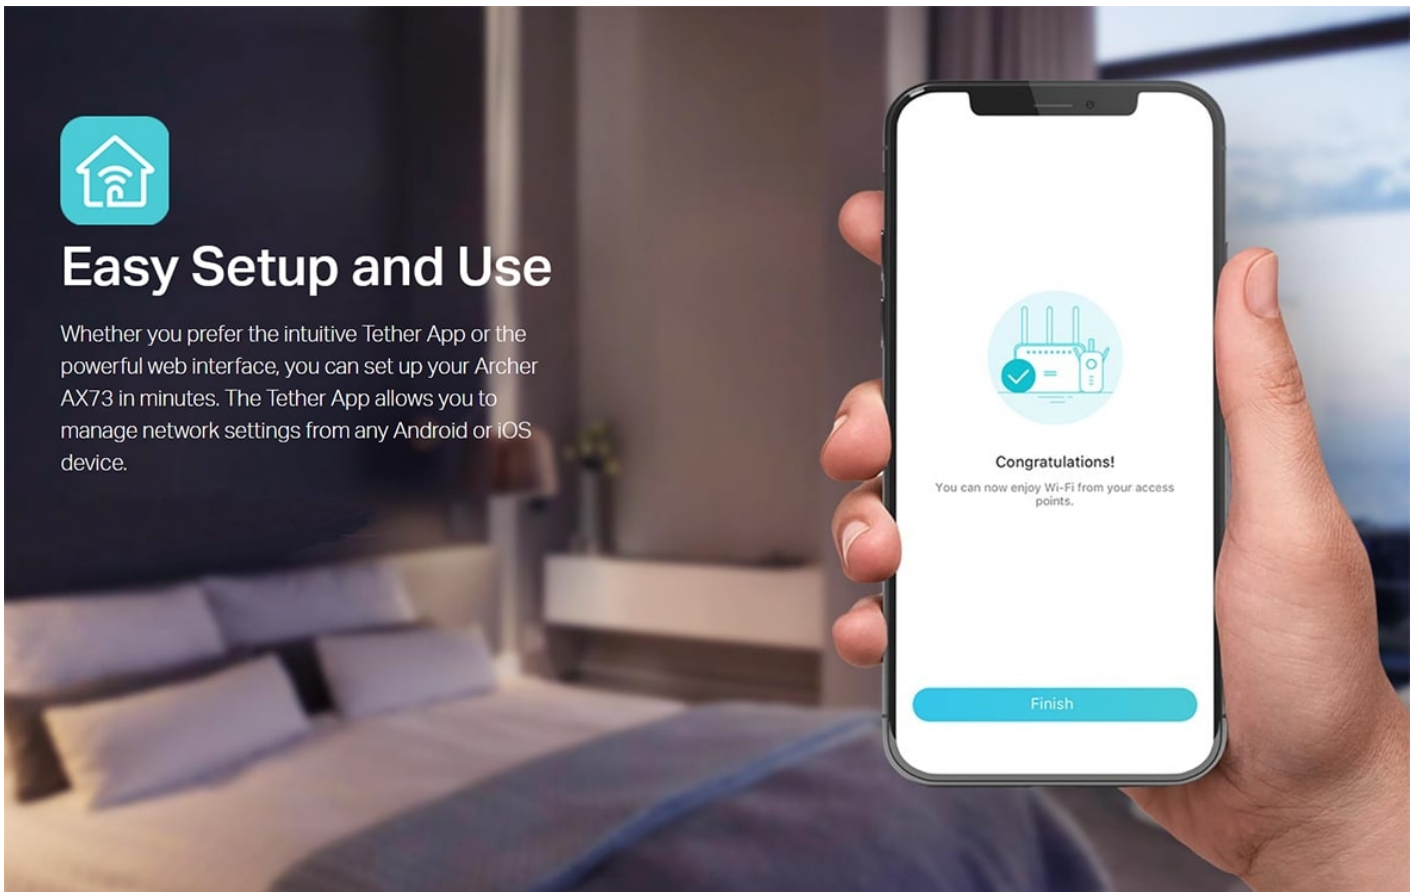 Easy Setup and Use
Whether you prefer the intuitive Tether App or the
powerful web interface, you can set up your Archer
AX73 in minutes. The Tether App allows you to
manage network settings from any Android or iOS
device.
Congratulations!
You can now enjoy Wi-Fi from your access
points.
Finish